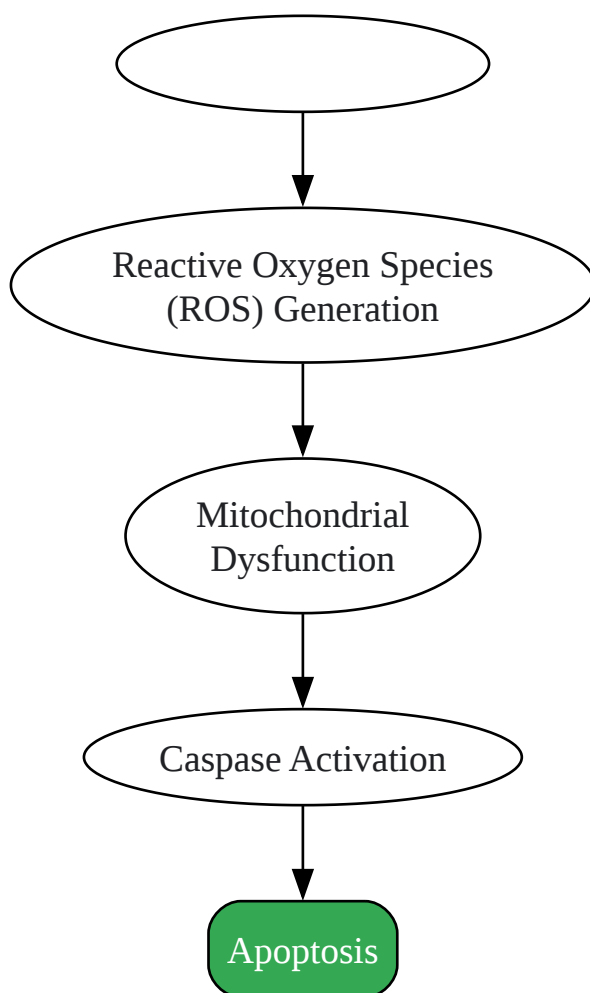 Reactive Oxygen Species
(ROS) Generation
Mitochondrial
Dysfunction
Caspase Activation
Apoptosis